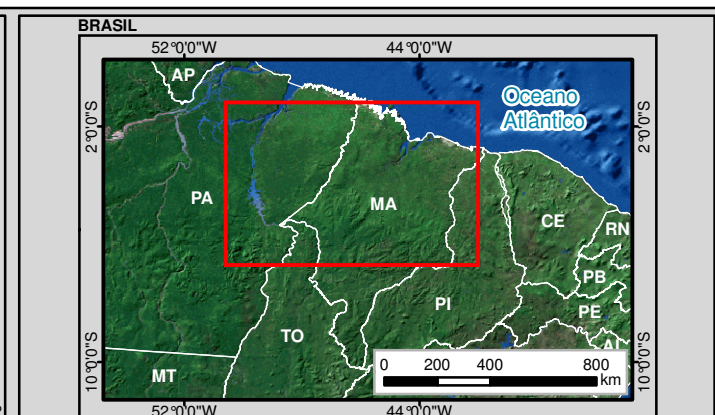 BRASIL
52°0'0"W
44°0'0"W
AP
Oceano
Atlântico
2°0'0"S
2°0'0"S
PA
MA
CE
RN
PB
PI
PE
TO
AL
MT
10°0'0"S
10°0'0"S
0 200 400 800
km
52°0'0"W
44°0'0"W